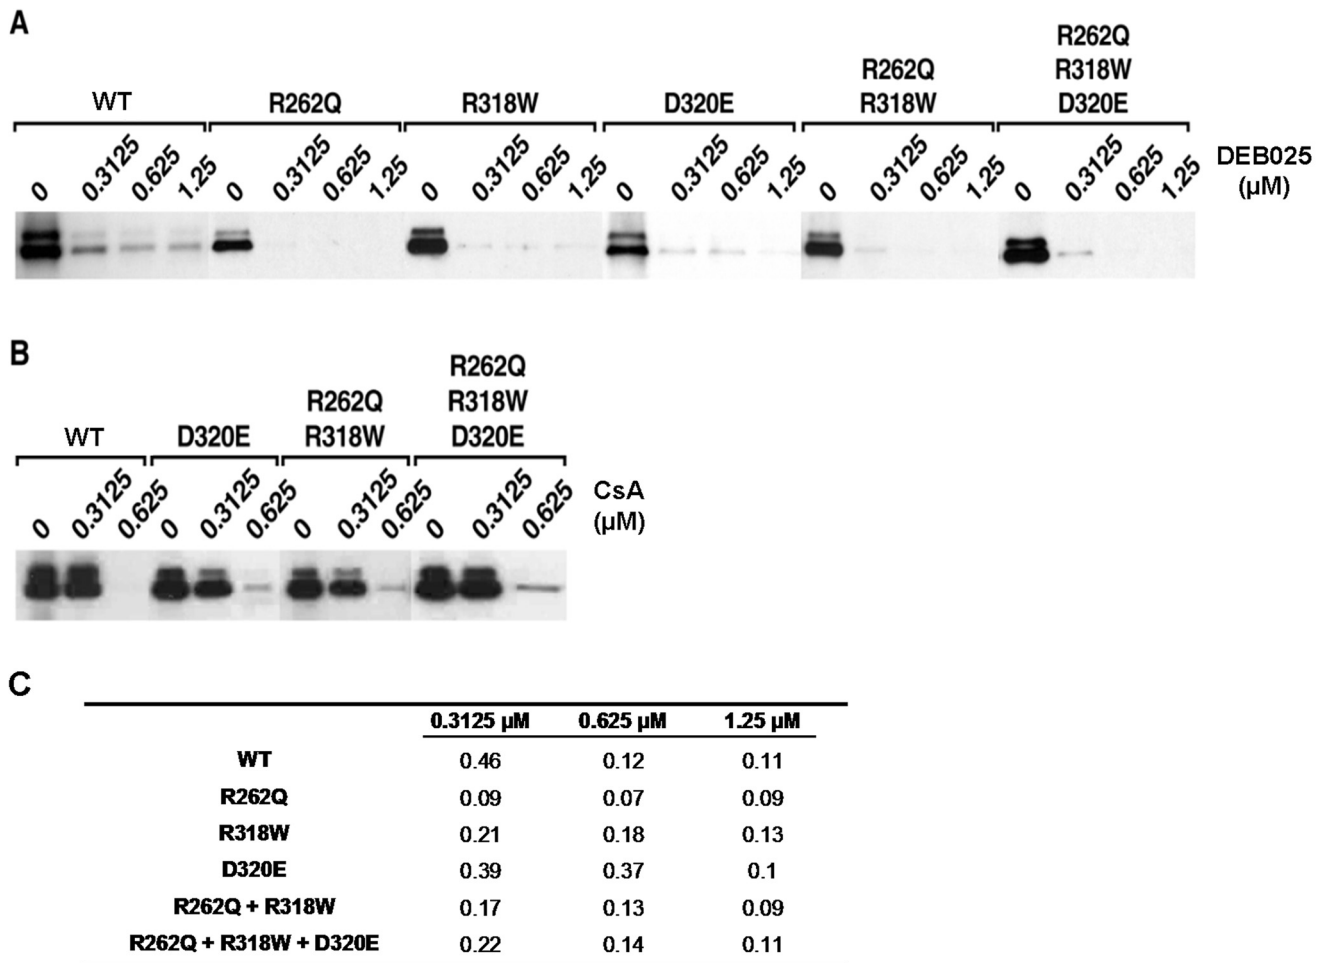 A
R262Q
R262Q R318W
WT R262Q R318W D320E R318W D320E
0 0.3125 0.625 1.25 0 0.3125 0.625 1.25 0 0.3125 0.625 1.25 0 0.3125 0.625 1.25 0 0.3125 0.625 1.25 0 0.3125 0.625 1.25 DEB025
(µM)
B
R262Q
R262Q R318W
WT D320E R318W D320E
0 0.3125 0.625 0 0.3125 0.625 0 0.3125 0.625 0 0.3125 0.625 CsA
(µM)
C
0.3125 µM 0.625 µM 1.25 µM
WT 0.46 0.12 0.11
R262Q 0.09 0.07 0.09
R318W 0.21 0.18 0.13
D320E 0.39 0.37 0.1
R262Q + R318W 0.17 0.13 0.09
R262Q + R318W + D320E 0.22 0.14 0.11